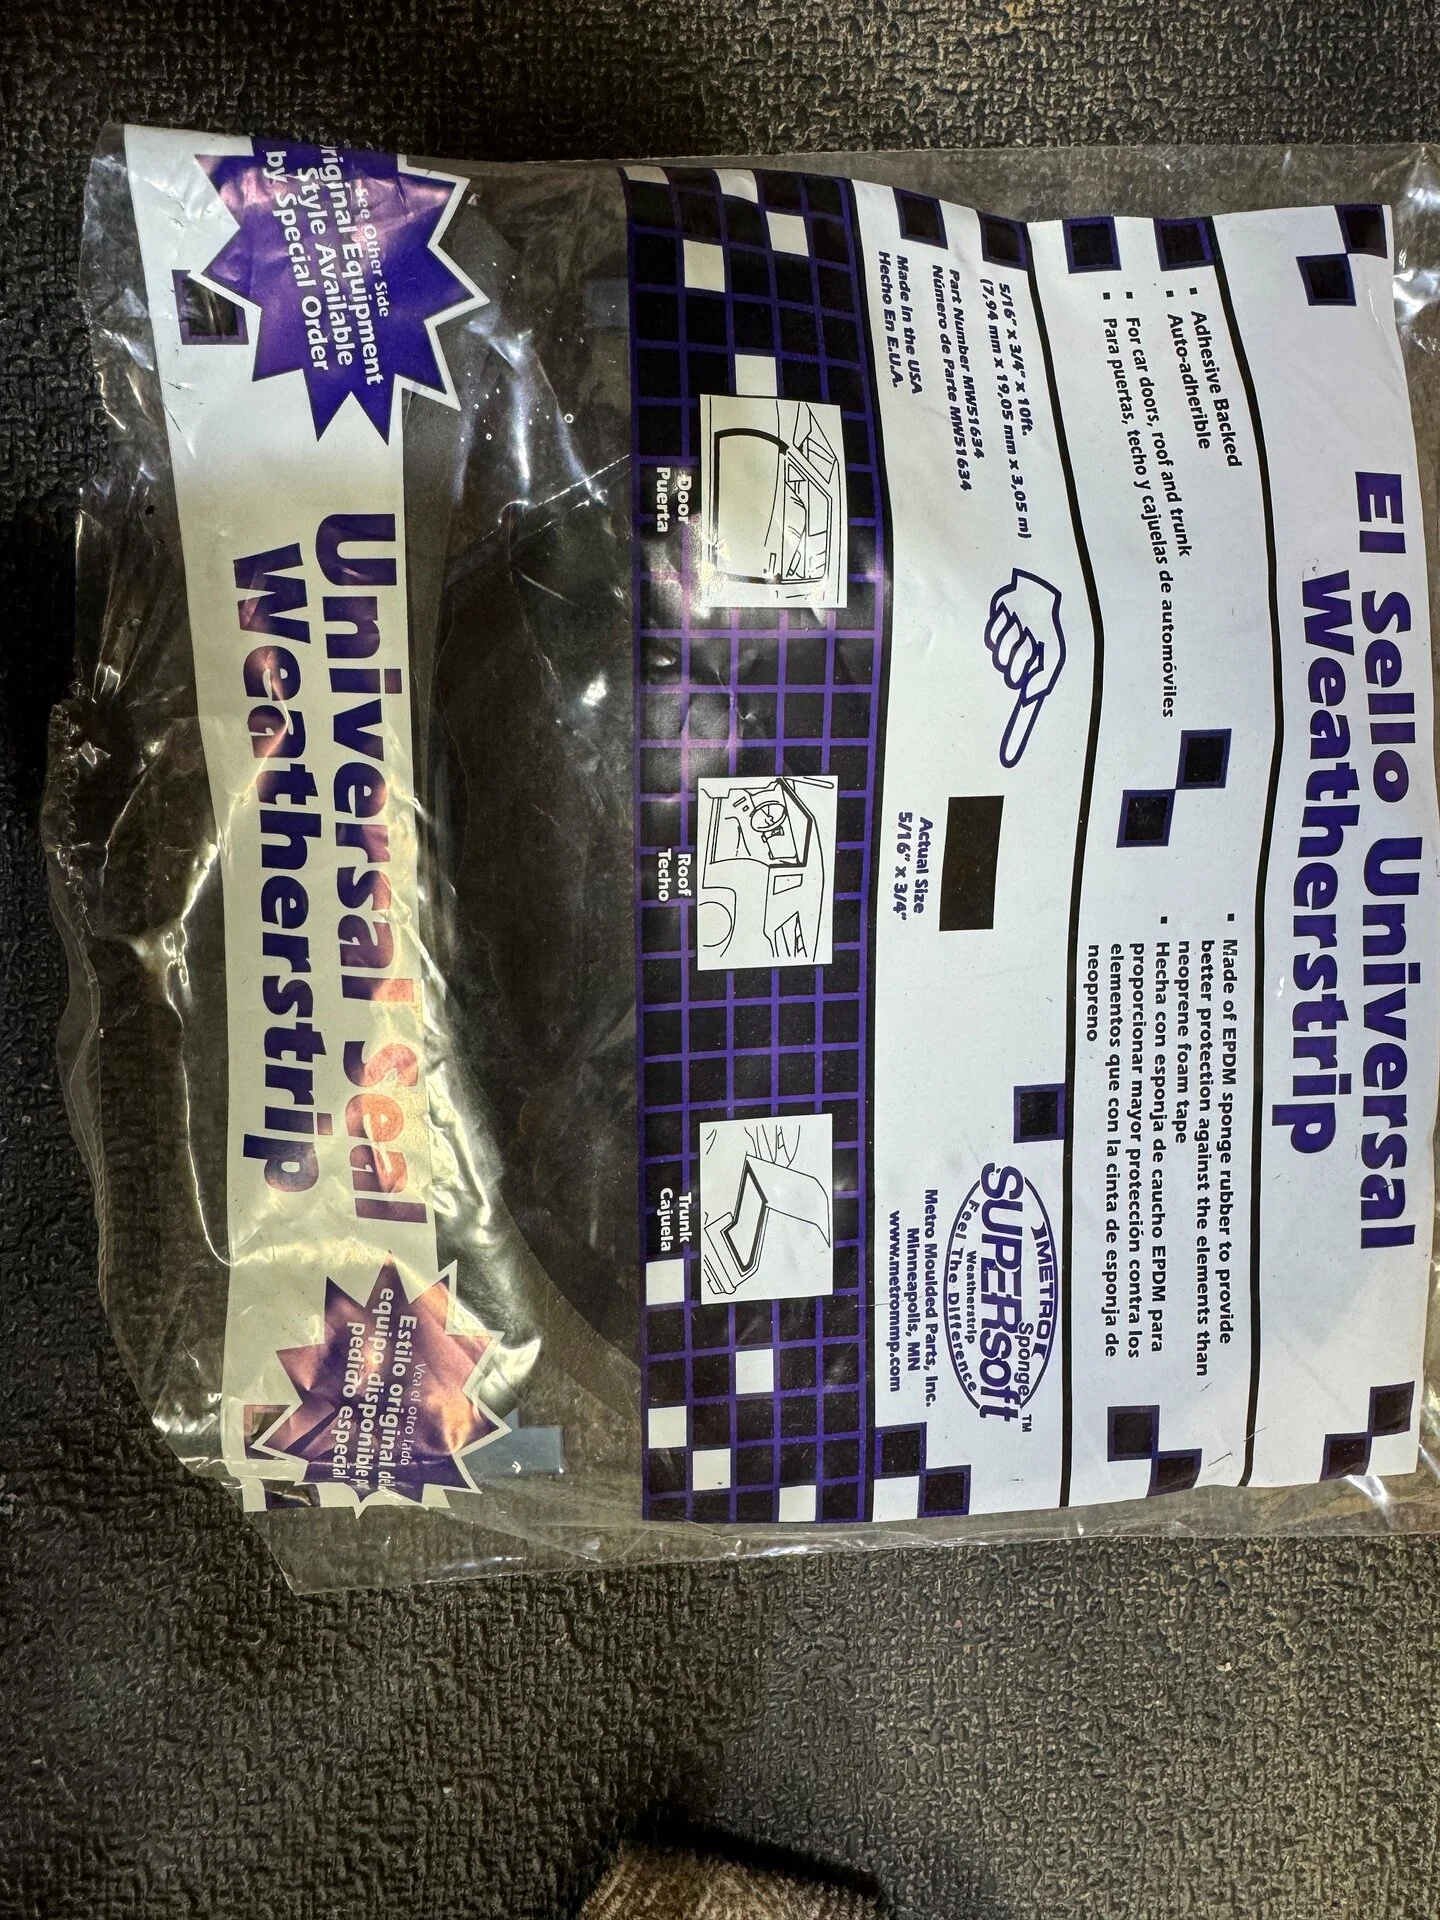 El Sello Universal
Weatherstrip
Adhesive Backed
Auto-adherible
For car doors, roof and trunk
Para puertas, techo y cajuelas de automóviles
Made of EPDM sponge rubber to provide
better protection against the elements than
neoprene foam tape
Hecha con esponja de caucho EPDM para
proporcionar mayor protección contra los
elementos que con la cinta de esponja de
neopreno
5/16" x 3/4" x 10ft.
(7,94 mm x 19,05 mm x 3,05 m)
Part Number MW51634
Número de Parte MW51634
Made In the USA
Hecho En E.U.A.
Actual Size
5/16" x 3/4"
METRO
Sponge
SUPERSOFT™
Weatherstrip
Feel The Difference
Metro Moulded Parts, Inc.
Minneapolis, MN
www.metrommp.com
Door
Puerta
Roof
Techo
Trunk
Cajuela
See Other Side
Original Equipment
Style Available
by Special Order
Universal Seal
Weatherstrip
Vea el otro lado
Estilo original del
equipo disponible
pedido especial